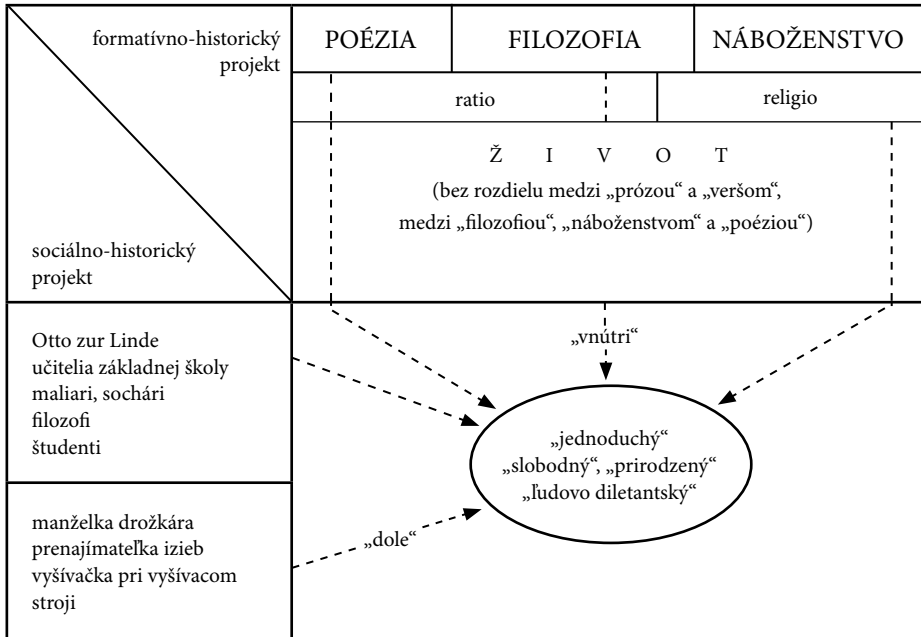 formatívno-historický
projekt
POÉZIA
FILOZOFIA
NÁBOŽENSTVO
ratio
religio
Ž I V O T
(bez rozdielu medzi „prózou“ a „veršom“,
medzi „filozofiou“, „náboženstvom“ a „poéziou“)
sociálno-historický
projekt
Otto zur Linde
učitelia základnej školy
maliari, sochári
filozofi
študenti
„vnútri“
„jednoduchý“
„slobodný“, „prirodzený“
„ľudovo diletantský“
manželka drožkára
prenajímateľka izieb
vyšívačka pri vyšívacom
stroji
„dole“